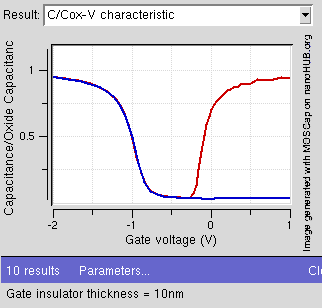 Result: C/Cox-V characteristic
Capacitance/Oxide Capacitanc
1
0.5
-2
-1
0
1
Gate voltage (V)
Image generated with MOSCap on nanoHUB.org
10 results Parameters... Cl
Gate insulator thickness = 10nm